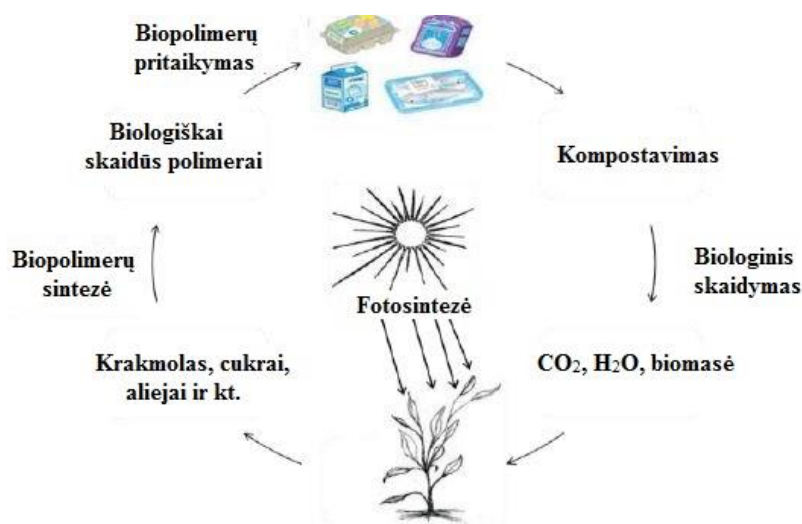 Biopolimerų
pritaikymas
Biologiškai
skaidūs polimerai
Kompostavimas
Biopolimerų
sintezė
Fotosintezė
Biologinis
skaidymas
Krakmolas, cukrai,
aliejai ir kt.
CO₂, H₂O, biomasė